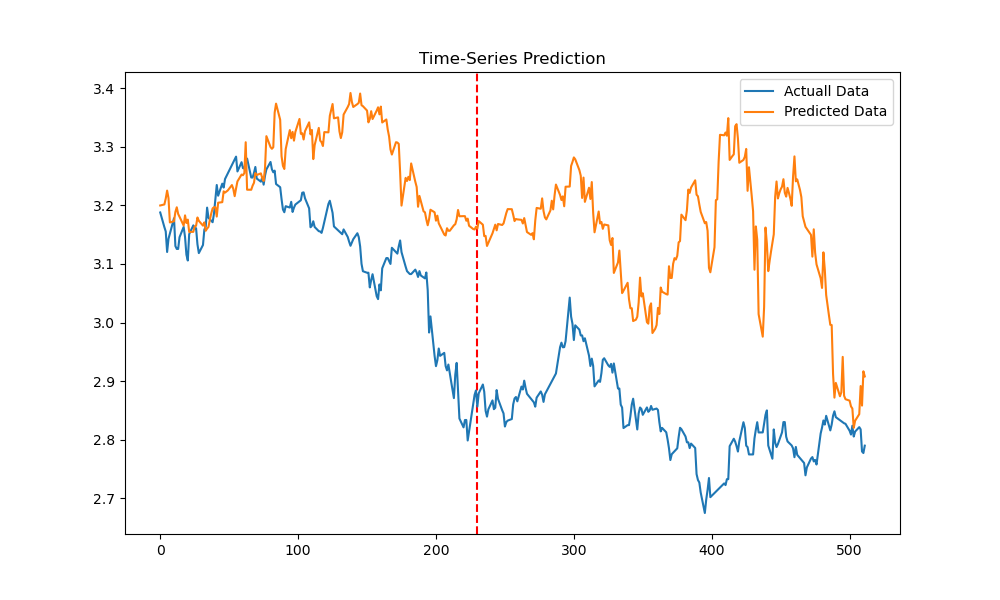 Time-Series Prediction
Actuall Data
Predicted Data
3.4
3.3
3.2
3.1
3.0
2.9
2.8
2.7
0 100 200 300 400 500